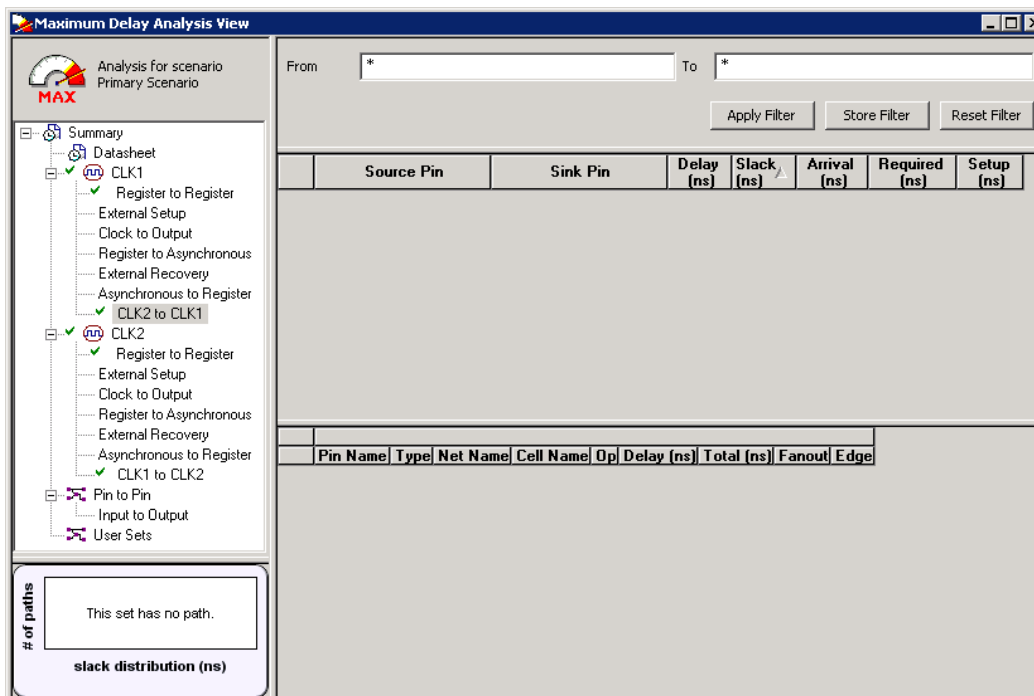 Maximum Delay Analysis View
MAX
Analysis for scenario
Primary Scenario
Summary
Datasheet
CLK1
Register to Register
External Setup
Clock to Output
Register to Asynchronous
External Recovery
Asynchronous to Register
CLK2 to CLK1
CLK2
Register to Register
External Setup
Clock to Output
Register to Asynchronous
External Recovery
Asynchronous to Register
CLK1 to CLK2
Pin to Pin
Input to Output
User Sets
# of paths
This set has no path.
slack distribution (ns)
From * To *
Apply Filter Store Filter Reset Filter
Source Pin Sink Pin Delay (ns) Slack (ns) Arrival (ns) Required (ns) Setup (ns)
Pin Name Type Net Name Cell Name Op Delay (ns) Total (ns) Fanout Edge